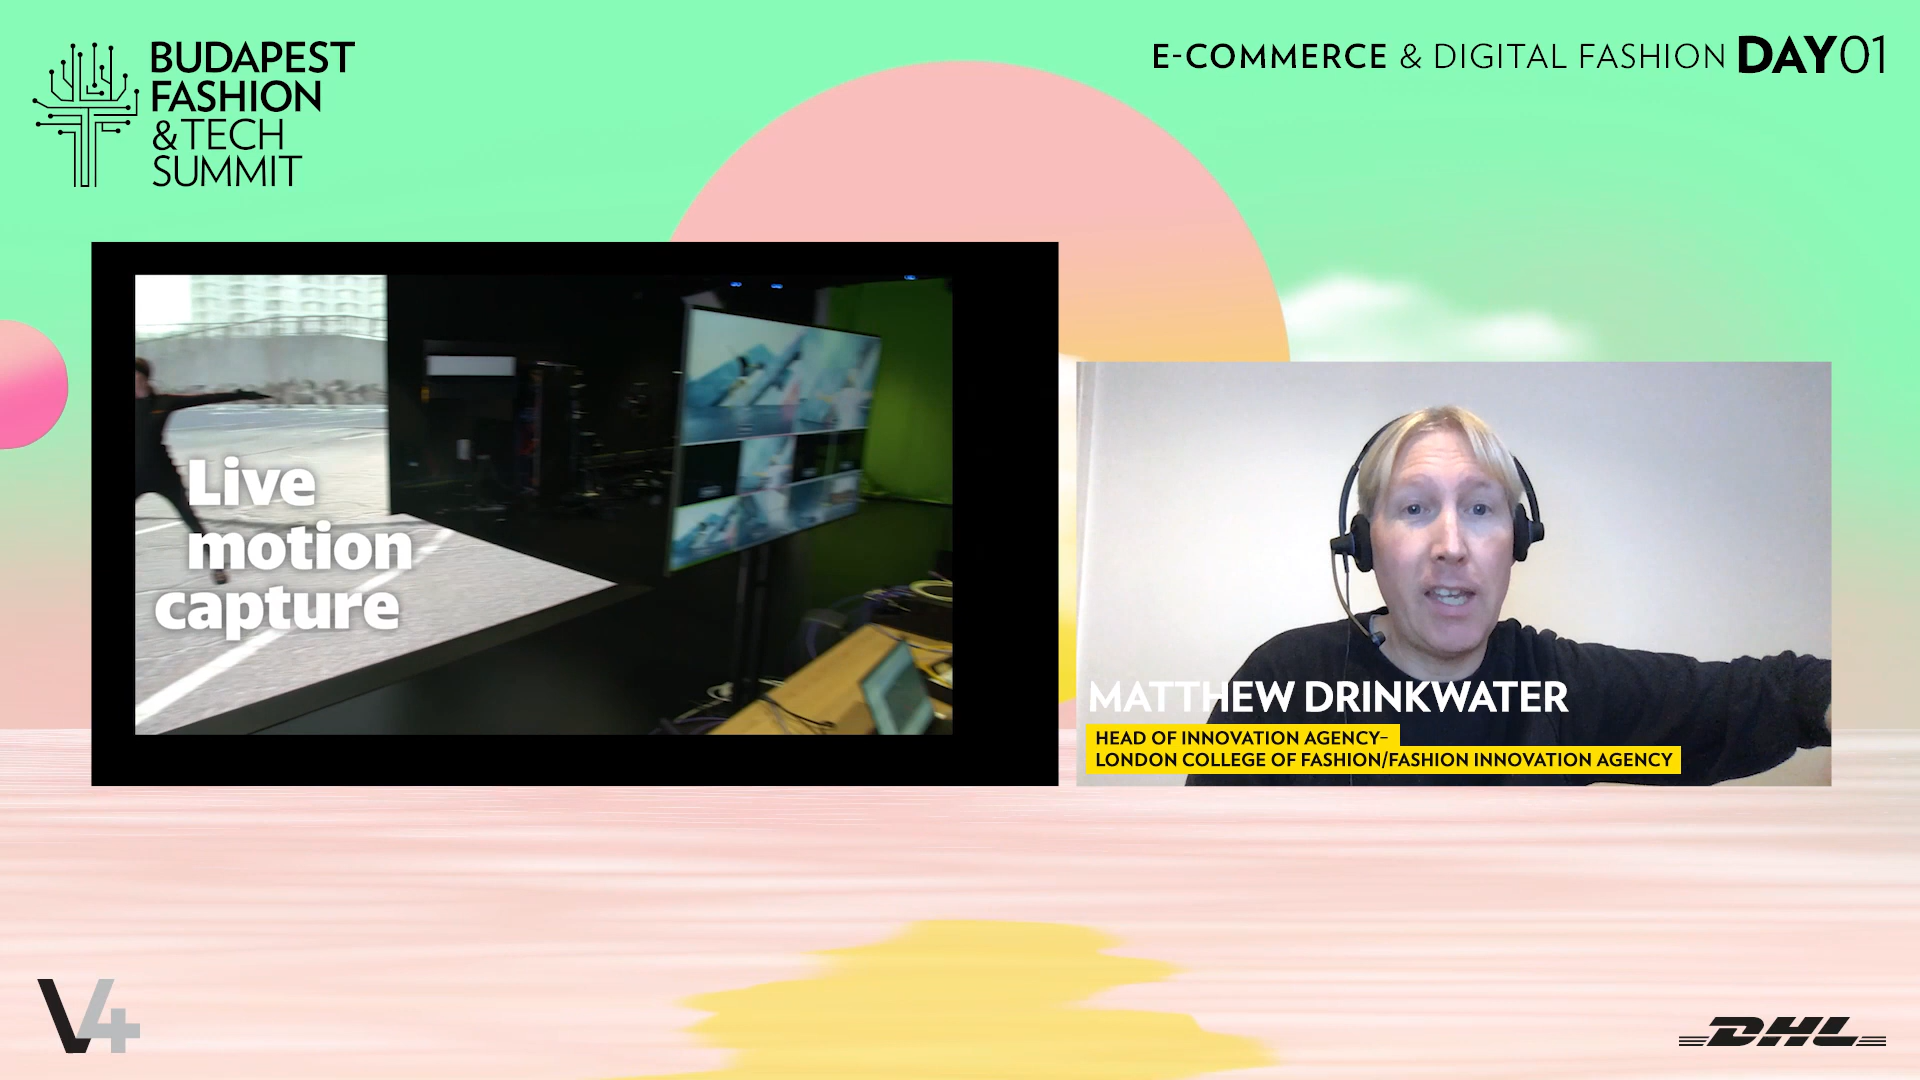 BUDAPEST
FASHION
&TECH
SUMMIT
E-COMMERCE & DIGITAL FASHION DAY01
Live
motion
capture
MATTHEW DRINKWATER
HEAD OF INNOVATION AGENCY–
LONDON COLLEGE OF FASHION/FASHION INNOVATION AGENCY
V4
DHL